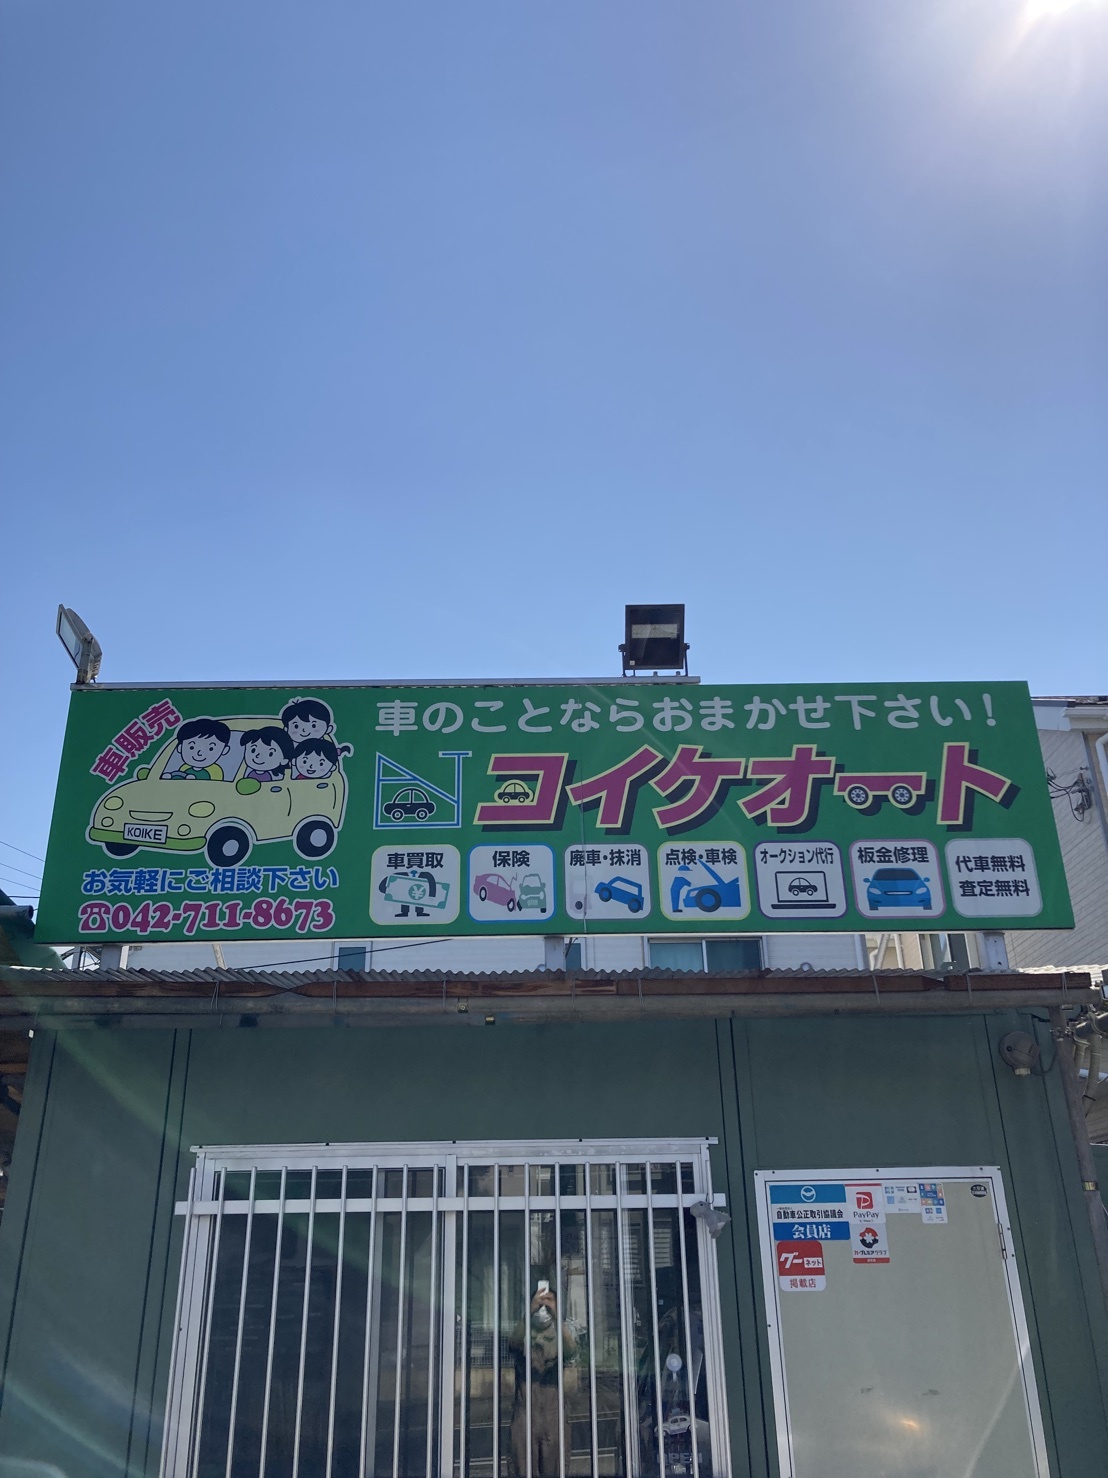 車販売
KOIKE
お気軽にご相談下さい
☎042-711-8673
車のことならおまかせ下さい!
コイケオート
車買取
保険
廃車・抹消
点検・車検
オークション代行
板金修理
代車無料
査定無料
自動車公正取引協議会
会員店
PayPay
グーネット
掲載店
OPEN